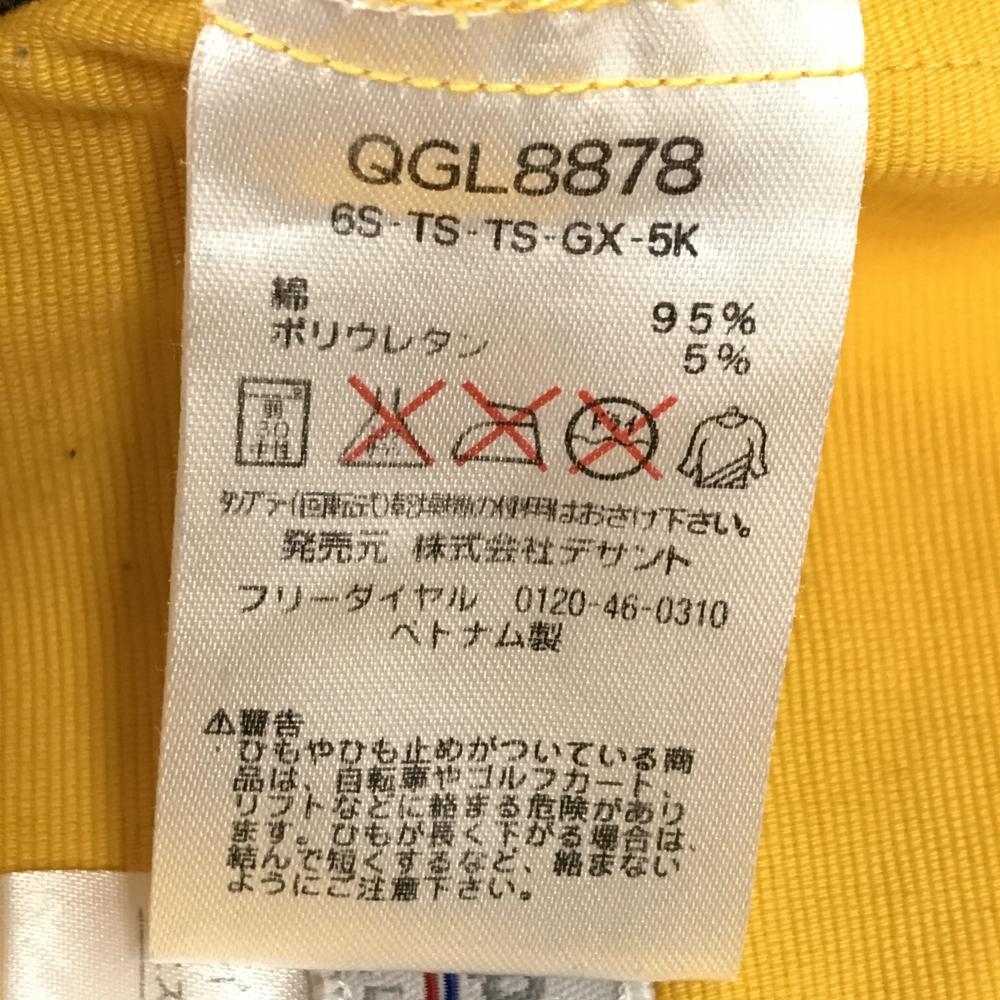 QGL8878
6S-TS-TS-GX-5K
綿 95%
ポリウレタン 5%
弱
30
中性
タンブラー(回転式)乾燥機の使用はおさけ下さい。
発売元 株式会社デサント
フリーダイヤル 0120-46-0310
ベトナム製
⚠警告
ひもやひも止めがついている商
品は、自転車やゴルフカート、
リフトなどに絡まる危険があり
ます。ひもが長く下がる場合は、
結んで短くするなど、絡まない
ようにご注意下さい。